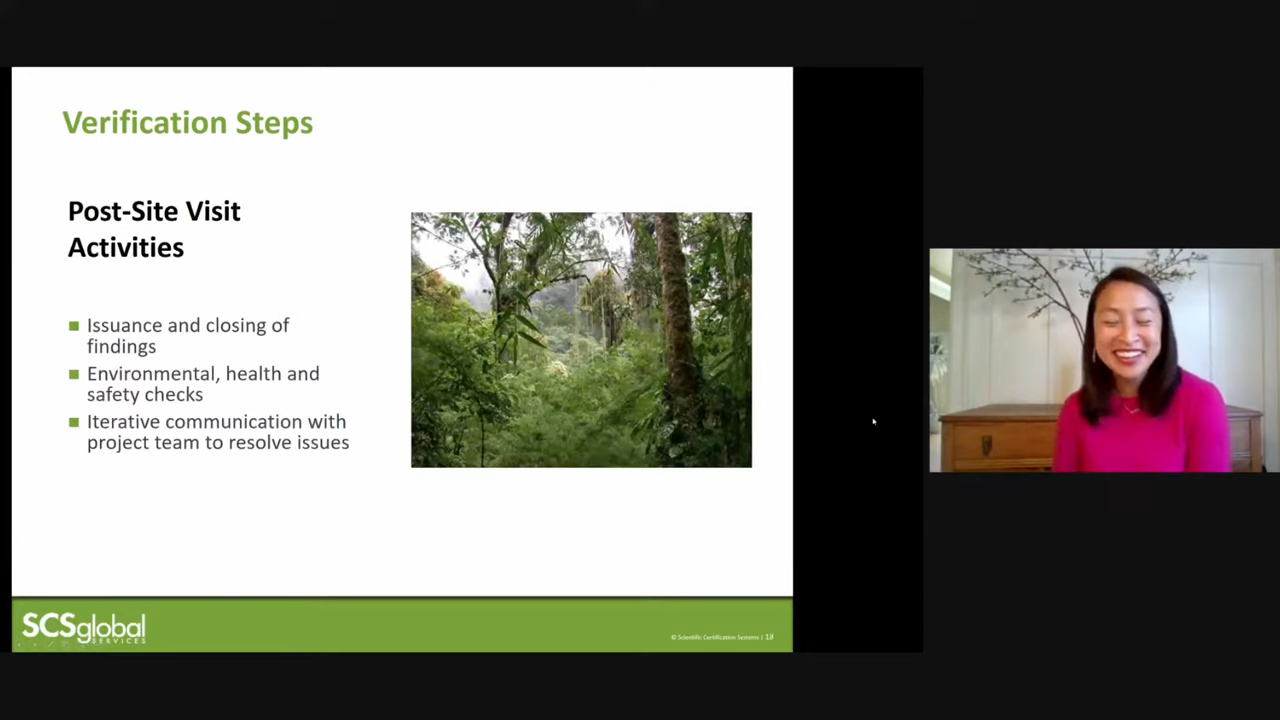 Verification Steps
Post-Site Visit
Activities
Issuance and closing of
findings
Environmental, health and
safety checks
Iterative communication with
project team to resolve issues
SCSglobal
SERVICES
© Scientific Certification Systems | 18